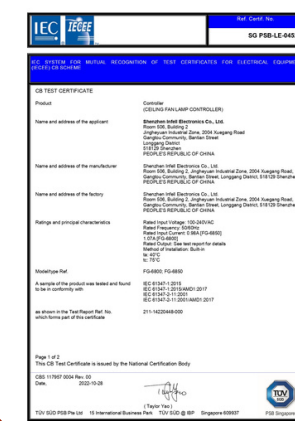 IEC IECEE
Ref. Certif. No.
SG PSB-LE-045
IEC SYSTEM FOR MUTUAL RECOGNITION OF TEST CERTIFICATES FOR ELECTRICAL EQUIPME
(IECEE) CB SCHEME
CB TEST CERTIFICATE
Product
Controller
(CEILING FAN LAMP CONTROLLER)
Name and address of the applicant
Shenzhen Infell Electronics Co., Ltd.
Room 506, Building 2
Jingheyuan Industrial Zone, 2004 Xuegang Road
Gangtou Community, Bantian Street
Longgang District
518129 Shenzhen
PEOPLE'S REPUBLIC OF CHINA
Name and address of the manufacturer
Shenzhen Infell Electronics Co., Ltd.
Room 506, Building 2, Jingheyuan Industrial Zone, 2004 Xuegang Road,
Gangtou Community, Bantian Street, Longgang District, 518129 Shenzhe
PEOPLE'S REPUBLIC OF CHINA
Name and address of the factory
Shenzhen Infell Electronics Co., Ltd.
Room 506, Building 2, Jingheyuan Industrial Zone, 2004 Xuegang Road,
Gangtou Community, Bantian Street, Longgang District, 518129 Shenzhe
PEOPLE'S REPUBLIC OF CHINA
Ratings and principal characteristics
Rated Input Voltage: 100-240VAC
Rated Frequency: 50/60Hz
Rated Input Current: 0.98A [FG-6850]
1.07A [FG-6800]
Rated Output: See test report for details
Method of Installation: Built-in
ta: 40°C
tc: 75°C
Model/type Ref.
FG-6800; FG-6850
A sample of the product was tested and found
to be in conformity with
IEC 61347-1:2015
IEC 61347-1:2015/AMD1:2017
IEC 61347-2-11:2001
IEC 61347-2-11:2001/AMD1:2017
as shown in the Test Report Ref. No.
which forms part of this certificate
211-14220448-000
Page 1 of 2
This CB Test Certificate is issued by the National Certification Body
CBS 117957 0004 Rev. 00
Date, 2022-10-28
( Taylor Yao )
TÜV SÜD PSB Pte Ltd 15 International Business Park TÜV SÜD @ IBP Singapore 609937
TÜV
SÜD
PSB Singapore